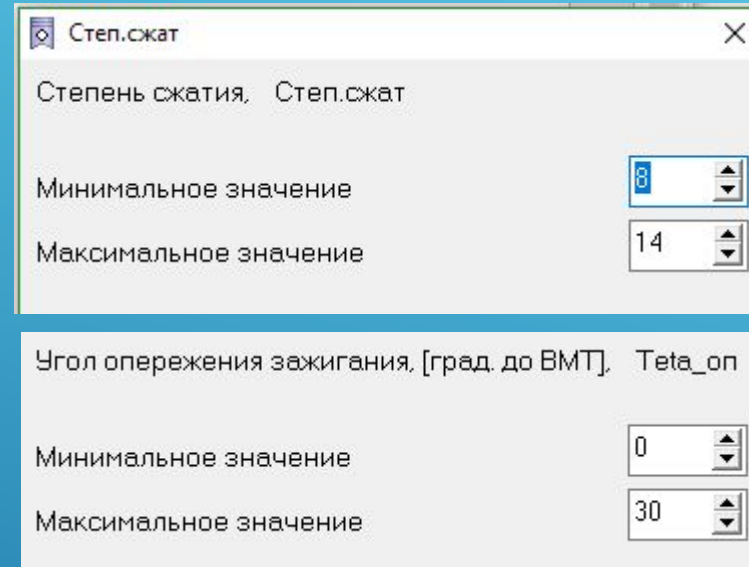 Степ.сжат
Степень сжатия, Степ.сжат
Минимальное значение 8
Максимальное значение 14
Угол опережения зажигания, [град. до ВМТ], Teta_оп
Минимальное значение 0
Максимальное значение 30